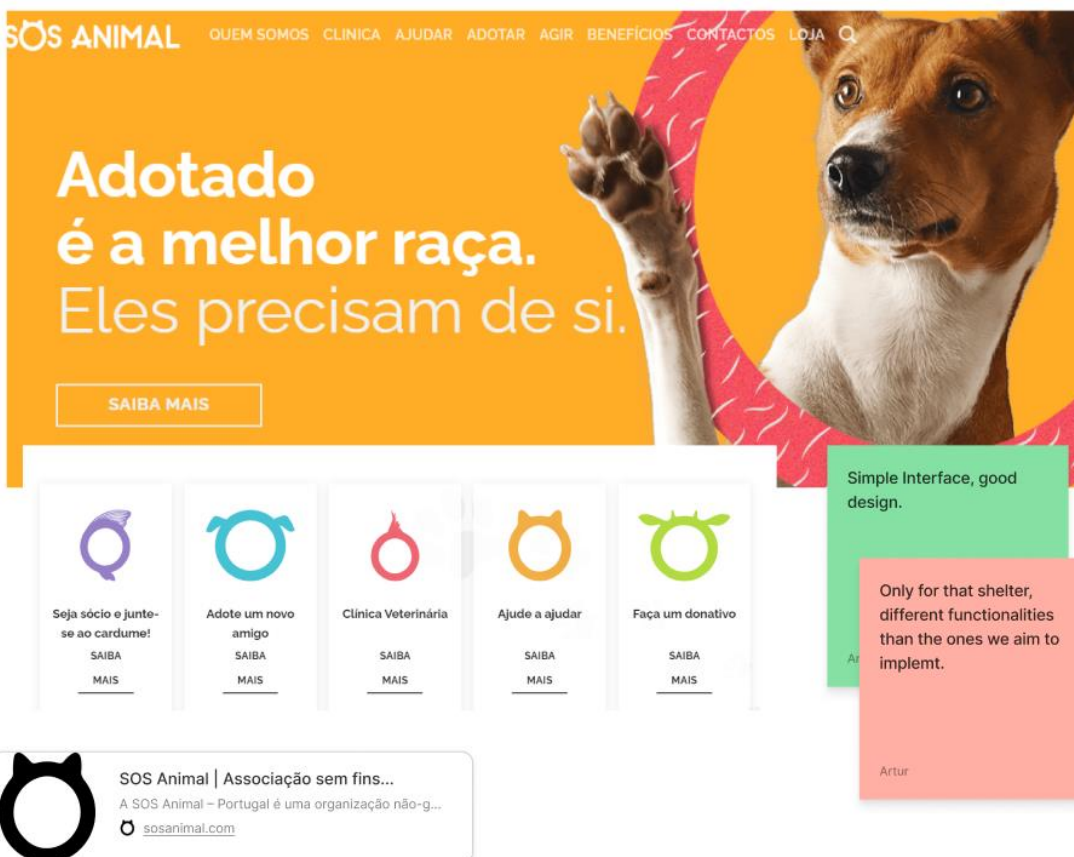 SOS ANIMAL
QUEM SOMOS CLINICA AJUDAR ADOTAR AGIR BENEFÍCIOS CONTACTOS LOJA
Adotado
é a melhor raça.
Eles precisam de si.
SAIBA MAIS
Seja sócio e junte-
se ao cardume!
SAIBA
MAIS
Adote um novo
amigo
SAIBA
MAIS
Clínica Veterinária
SAIBA
MAIS
Ajude a ajudar
SAIBA
MAIS
Faça um donativo
SAIBA
MAIS
Simple Interface, good
design.
Ar
Only for that shelter,
different functionalities
than the ones we aim to
implemt.
Artur
SOS Animal | Associação sem fins...
A SOS Animal – Portugal é uma organização não-g...
sosanimal.com